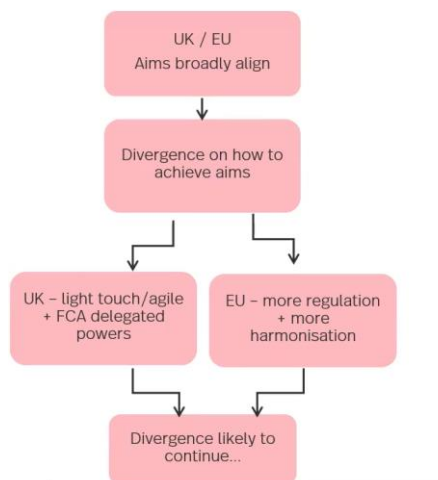 UK / EU
Aims broadly align
Divergence on how to
achieve aims
UK – light touch/agile
+ FCA delegated
powers
EU – more regulation
+ more
harmonisation
Divergence likely to
continue...